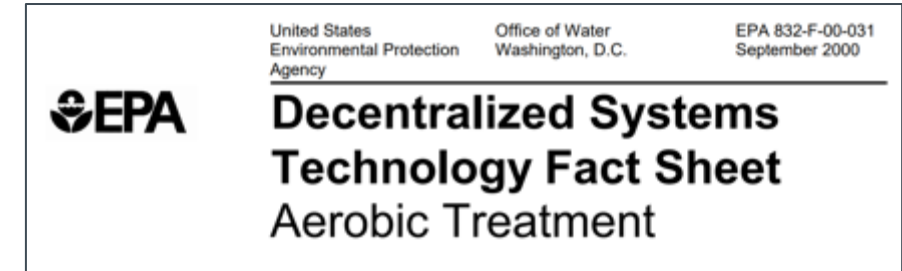 United States
Environmental Protection
Agency
Office of Water
Washington, D.C.
EPA 832-F-00-031
September 2000
EPA
Decentralized Systems
Technology Fact Sheet
Aerobic Treatment